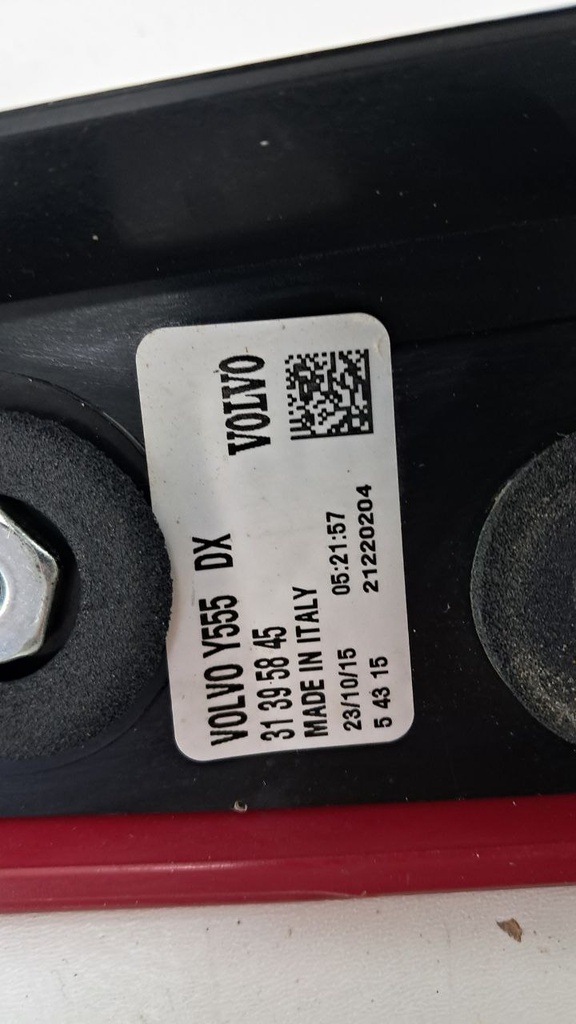 VOLVO
VOLVO Y555 DX
31 39 58 45
MADE IN ITALY
23/10/15 05:21:57
5 43 15 21220204